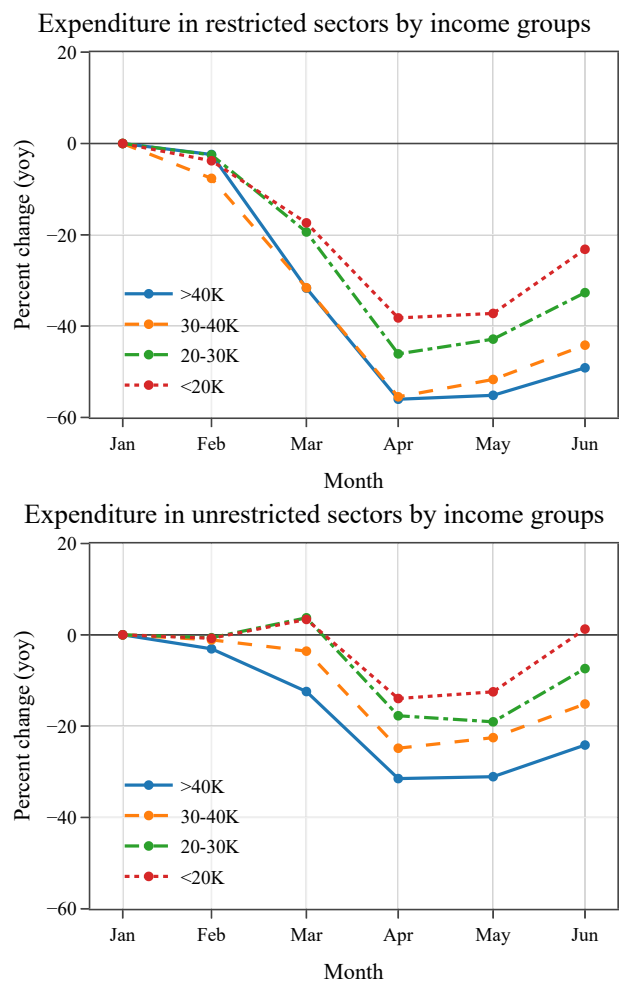 Expenditure in restricted sectors by income groups
20
0
−20
−40
−60
Percent change (yoy)
>40K
30-40K
20-30K
<20K
Jan Feb Mar Apr May Jun
Month
Expenditure in unrestricted sectors by income groups
20
0
−20
−40
−60
Percent change (yoy)
>40K
30-40K
20-30K
<20K
Jan Feb Mar Apr May Jun
Month